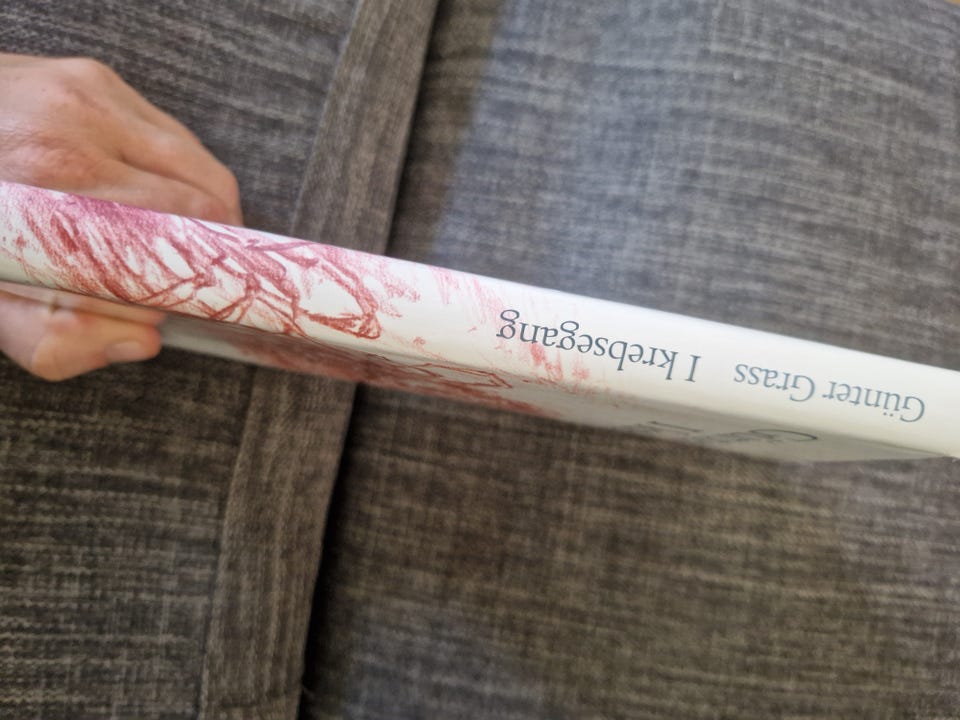 Günter Grass I krebsegang